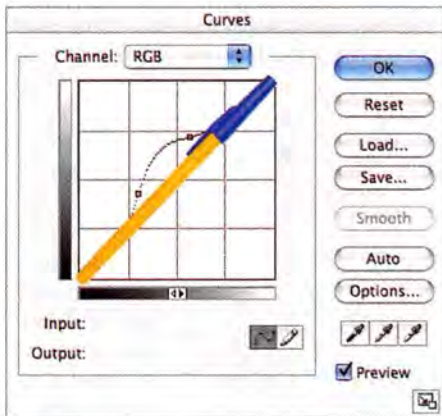 Curves
Channel: RGB
OK
Reset
Load...
Save...
Smooth
Auto
Options...
Input:
Output:
Preview